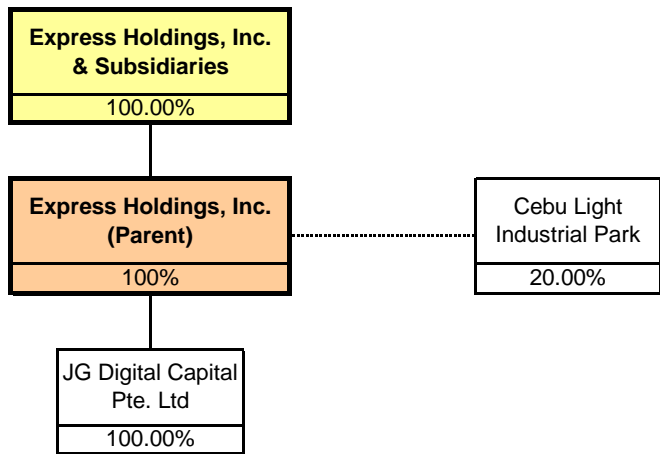 Express Holdings, Inc.
& Subsidiaries
100.00%
Express Holdings, Inc.
(Parent)
100%
Cebu Light
Industrial Park
20.00%
JG Digital Capital
Pte. Ltd
100.00%